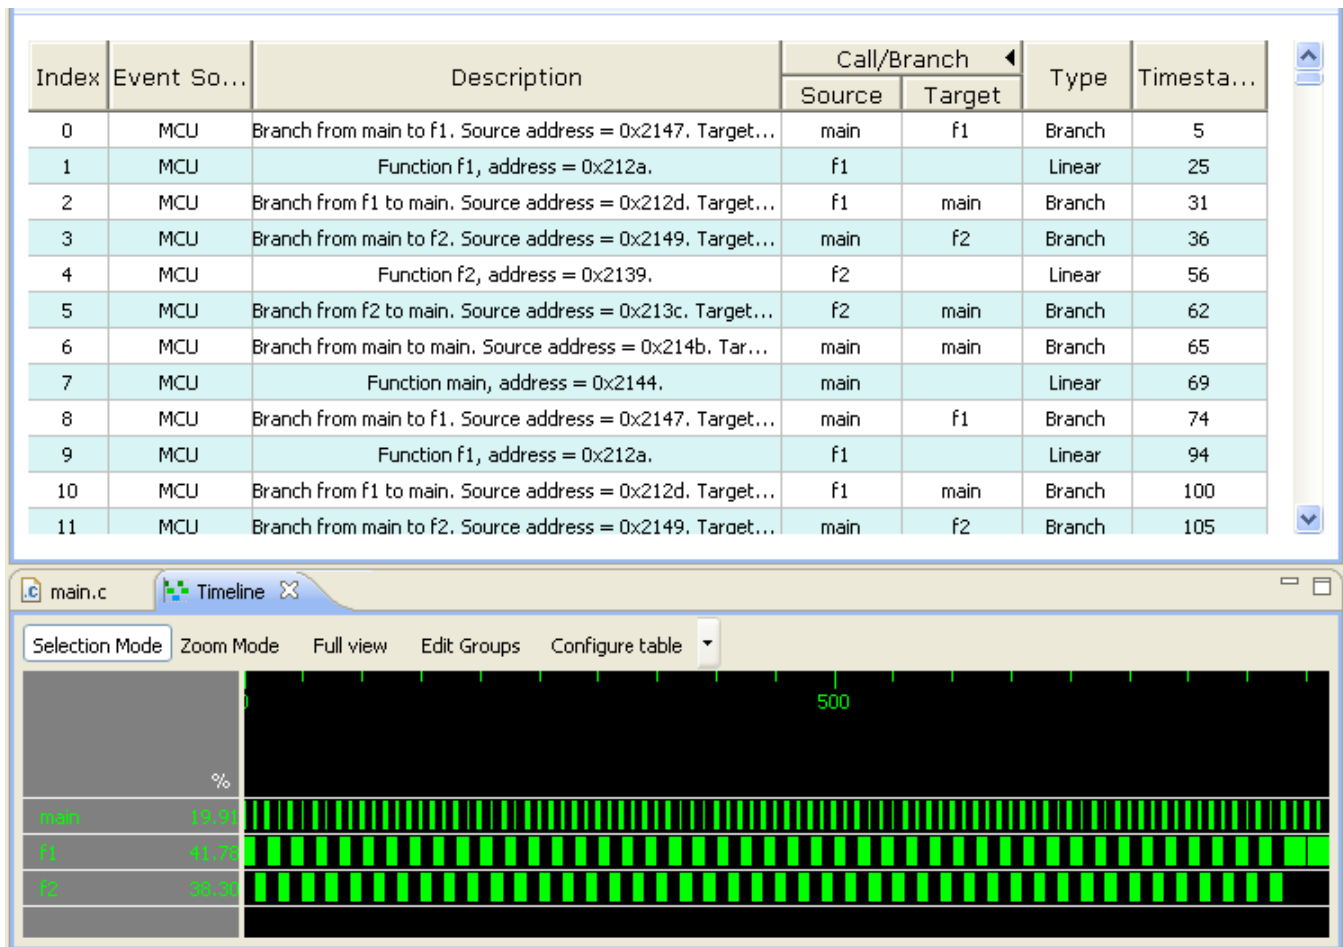 Index Event So... Description Call/Branch Type Timesta...
Source Target
0 MCU Branch from main to f1. Source address = 0x2147. Target... main f1 Branch 5
1 MCU Function f1, address = 0x212a. f1 Linear 25
2 MCU Branch from f1 to main. Source address = 0x212d. Target... f1 main Branch 31
3 MCU Branch from main to f2. Source address = 0x2149. Target... main f2 Branch 36
4 MCU Function f2, address = 0x2139. f2 Linear 56
5 MCU Branch from f2 to main. Source address = 0x213c. Target... f2 main Branch 62
6 MCU Branch from main to main. Source address = 0x214b. Tar... main main Branch 65
7 MCU Function main, address = 0x2144. main Linear 69
8 MCU Branch from main to f1. Source address = 0x2147. Target... main f1 Branch 74
9 MCU Function f1, address = 0x212a. f1 Linear 94
10 MCU Branch from f1 to main. Source address = 0x212d. Target... f1 main Branch 100
11 MCU Branch from main to f2. Source address = 0x2149. Target... main f2 Branch 105
.c main.c Timeline
Selection Mode Zoom Mode Full view Edit Groups Configure table
0 500
%
main 19.91
f1 41.78
f2 38.30